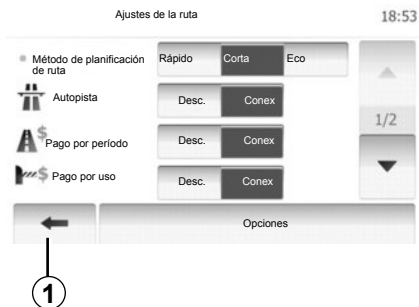 Ajustes de la ruta 18:53
Método de planificación de ruta Rápido Corta Eco
Autopista Desc. Conex
1/2
$ Pago por período Desc. Conex
$ Pago por uso Desc. Conex
Opciones
1